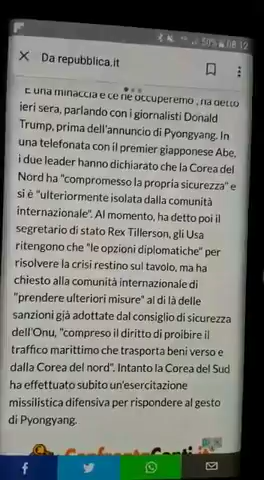 50% 08:12
Da repubblica.it
"È una minaccia e ce ne occuperemo", ha detto
ieri sera, parlando con i giornalisti Donald
Trump, prima dell'annuncio di Pyongyang. In
una telefonata con il premier giapponese Abe,
i due leader hanno dichiarato che la Corea del
Nord ha "compromesso la propria sicurezza" e
si è "ulteriormente isolata dalla comunità
internazionale". Al momento, ha detto poi il
segretario di stato Rex Tillerson, gli Usa
ritengono che "le opzioni diplomatiche" per
risolvere la crisi restino sul tavolo, ma ha
chiesto alla comunità internazionale di
"prendere ulteriori misure" al di là delle
sanzioni già adottate dal consiglio di sicurezza
dell'Onu, "compreso il diritto di proibire il
traffico marittimo che trasporta beni verso e
dalla Corea del nord". Intanto la Corea del Sud
ha effettuato subito un'esercitazione
missilistica difensiva per rispondere al gesto
di Pyongyang.